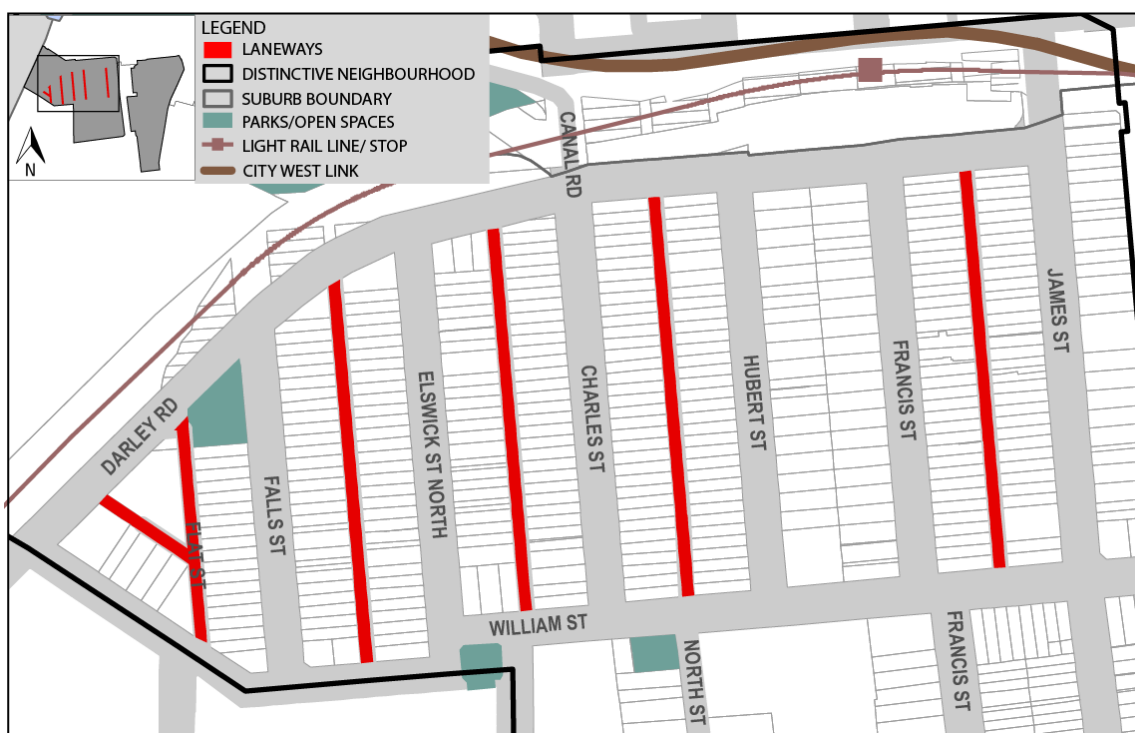 LEGEND
LANEWAYS
DISTINCTIVE NEIGHBOURHOOD
SUBURB BOUNDARY
PARKS/OPEN SPACES
LIGHT RAIL LINE/ STOP
CITY WEST LINK
N
CANAL RD
JAMES ST
DARLEY RD
FLAT ST
FALLS ST
ELSWICK ST NORTH
CHARLES ST
HUBERT ST
FRANCIS ST
WILLIAM ST
NORTH ST
FRANCIS ST